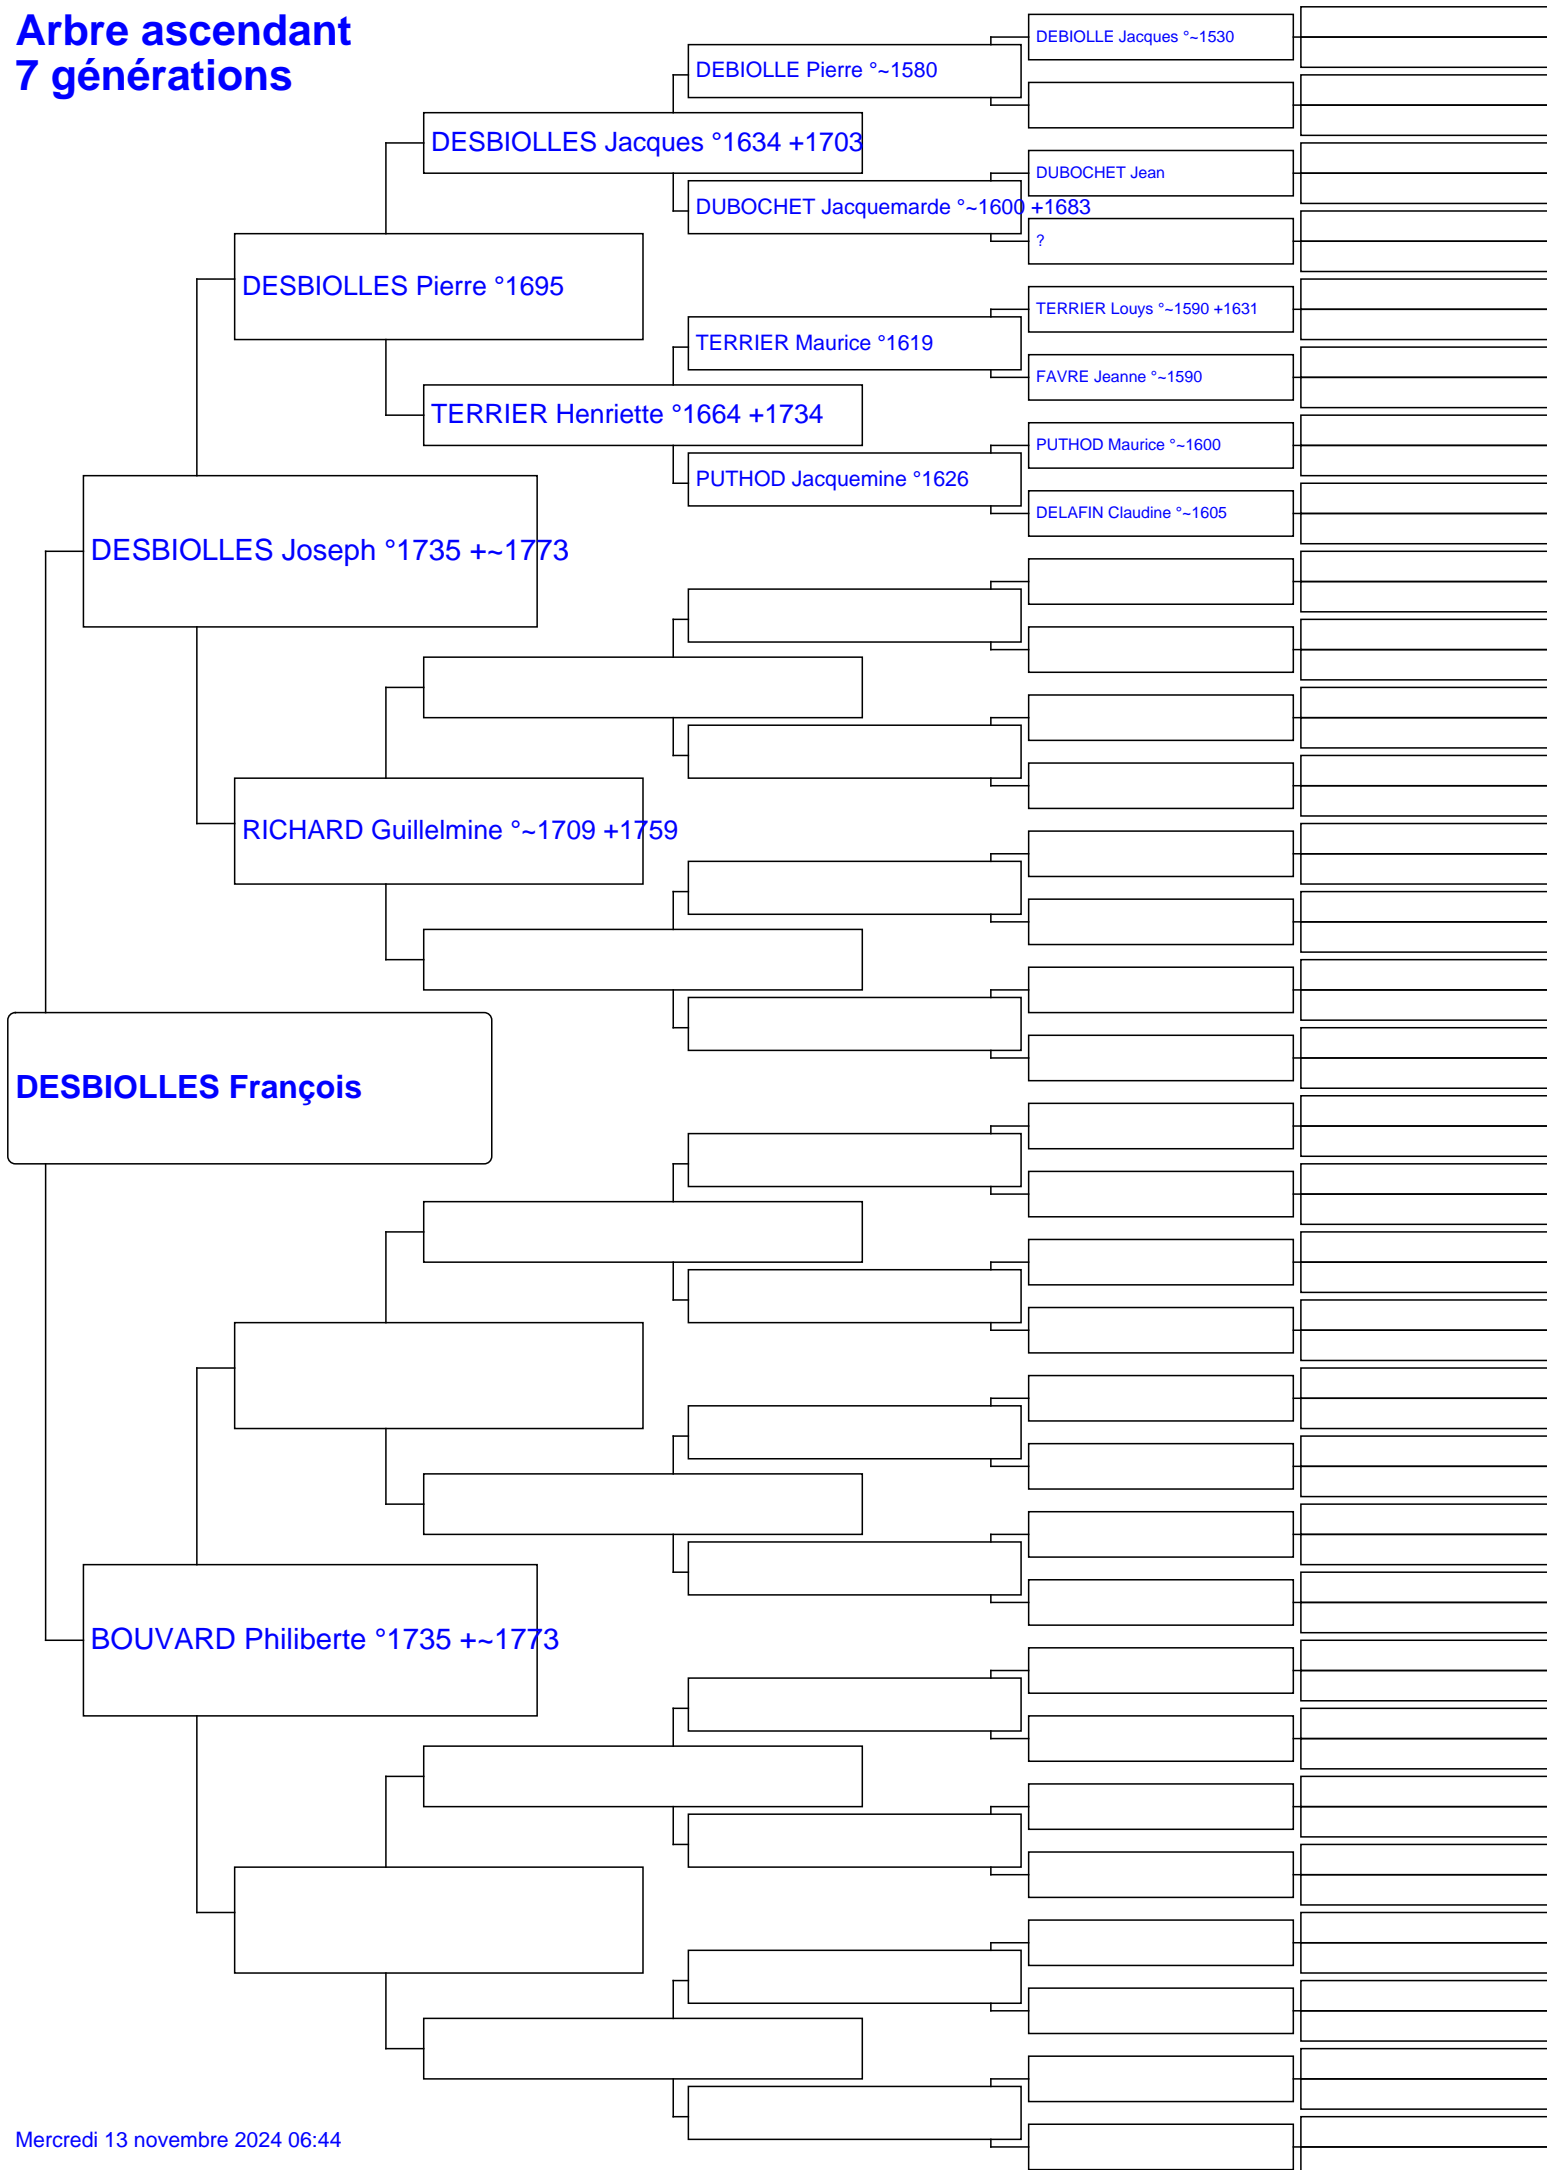 Arbre ascendant
7 générations
DEBIOLLE Jacques °~1530
DEBIOLLE Pierre °~1580
DESBIOLLES Jacques °1634 +1703
DUBOCHET Jean
DUBOCHET Jacquemarde °~1600 +1683
?
DESBIOLLES Pierre °1695
TERRIER Louys °~1590 +1631
TERRIER Maurice °1619
FAVRE Jeanne °~1590
TERRIER Henriette °1664 +1734
PUTHOD Maurice °~1600
PUTHOD Jacquemine °1626
DELAFIN Claudine °~1605
DESBIOLLES Joseph °1735 +~1773
RICHARD Guillelmine °~1709 +1759
DESBIOLLES François
BOUVARD Philiberte °1735 +~1773
Mercredi 13 novembre 2024 06:44